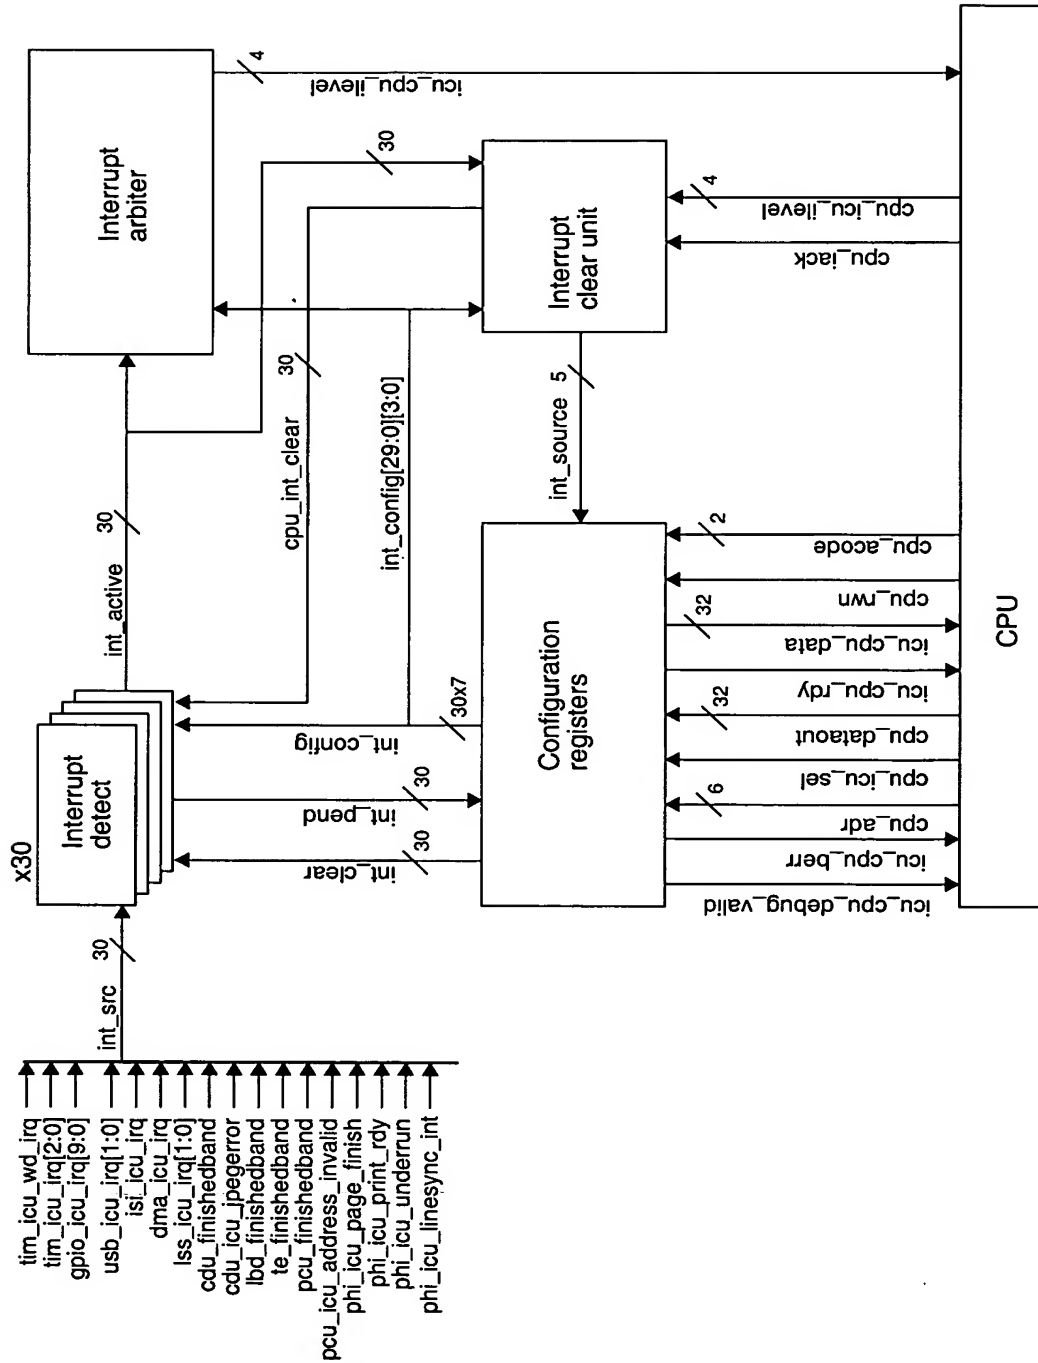 tim_icu_wd_irq
tim_icu_irq[2:0]
gpio_icu_irq[9:0]
usb_icu_irq[1:0]
isi_icu_irq
dma_icu_irq
lss_icu_irq[1:0]
cdu_finishedband
cdu_icu_jpegerror
lbd_finishedband
te_finishedband
pcu_finishedband
pcu_icu_address_invalid
phi_icu_page_finish
phi_icu_print_rdy
phi_icu_underrun
phi_icu_linesync_int
int_src
30
x30
Interrupt
detect
int_active
30
Interrupt
arbiter
4
icu_cpu_ilevel
30
30
cpu_int_clear
int_config[29:0][3:0]
int_clear
30
int_pend
30
int_config
30x7
Configuration
registers
int_source
5
Interrupt
clear unit
cpu_iack
cpu_icu_ilevel
4
icu_cpu_debug_valid
icu_cpu_berr
cpu_adr
6
cpu_icu_sel
cpu_dataout
32
icu_cpu_rdy
icu_cpu_data
32
cpu_rwn
cpu_acode
2
CPU